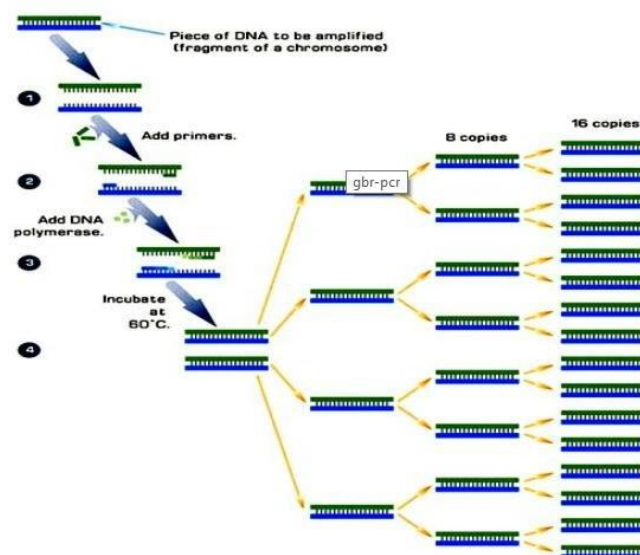 Piece of DNA to be amplified
(fragment of a chromosome)
1
Add primers.
2
Add DNA
polymerase.
3
Incubate
at
60°C.
4
gbr-pcr
8 copies
16 copies